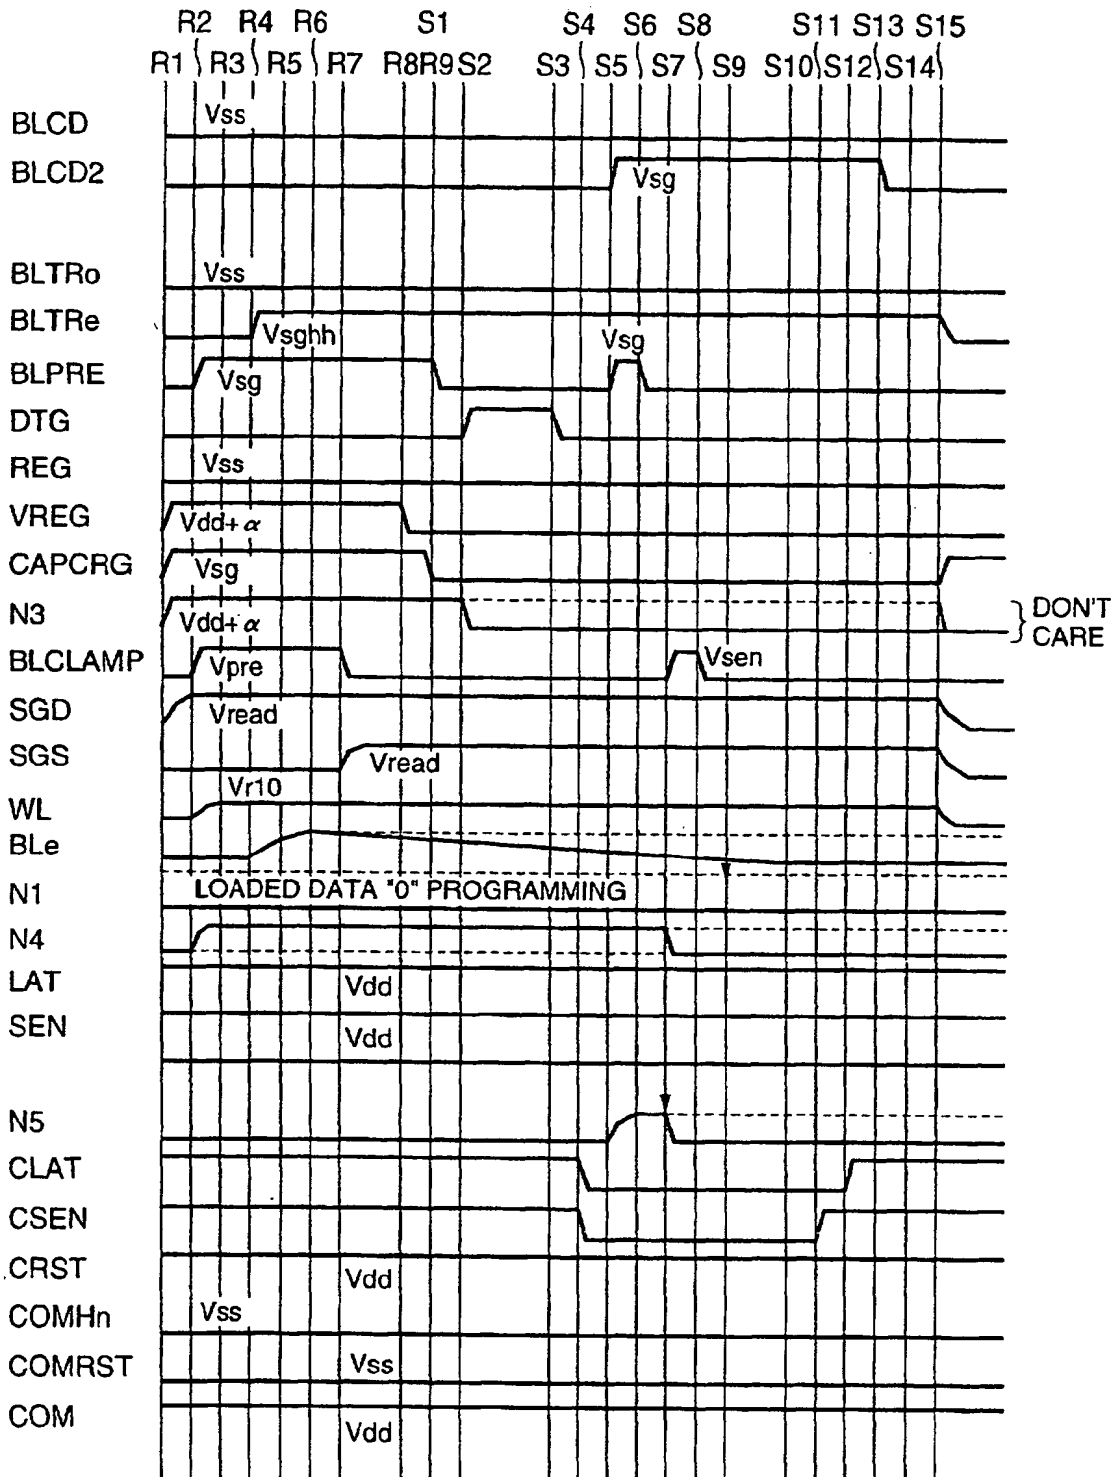 R2 R4 R6 S1 S4 S6 S8 S11 S13 S15
R1 R3 R5 R7 R8 R9 S2 S3 S5 S7 S9 S10 S12 S14
BLCD Vss
BLCD2 Vsg
BLTRo Vss
BLTRe Vsghh
BLPRE Vsg Vsg
DTG
REG Vss
VREG Vdd+α
CAPCRG Vsg
N3 Vdd+α DON'T
CARE
BLCLAMP Vpre Vsen
SGD Vread
SGS Vread
WL Vr10
BLe
N1 LOADED DATA "0" PROGRAMMING
N4
LAT Vdd
SEN Vdd
N5
CLAT
CSEN
CRST Vdd
COMHn Vss
COMRST Vss
COM Vdd